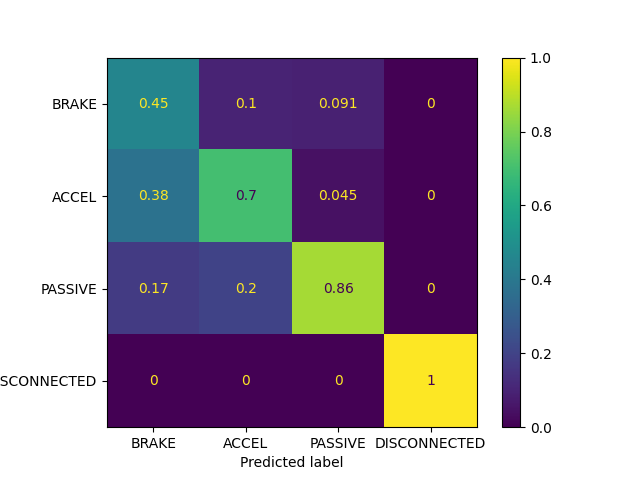 1.0
BRAKE 0.45 0.1 0.091 0
0.8
ACCEL 0.38 0.7 0.045 0
0.6
PASSIVE 0.17 0.2 0.86 0
0.4
0.2
SCONNECTED 0 0 0 1
0.0
BRAKE ACCEL PASSIVE DISCONNECTED
Predicted label